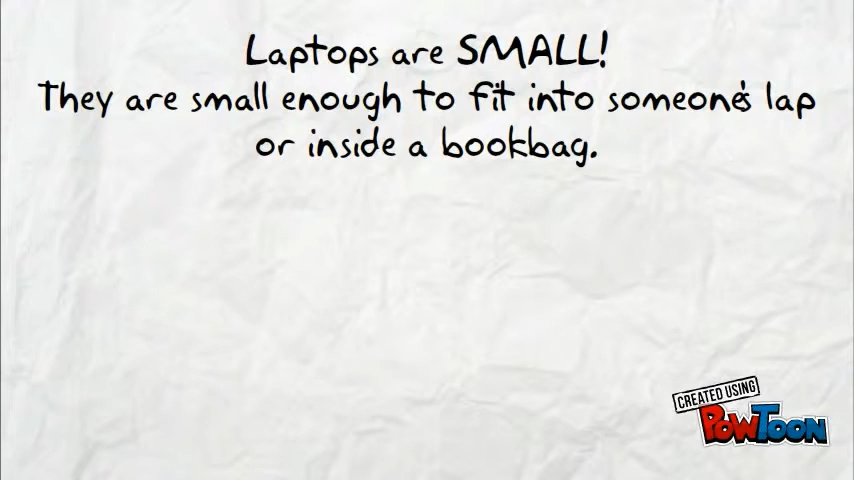 Laptops are SMALL!
They are small enough to fit into someone's lap
or inside a bookbag.
CREATED USING
POWTOON